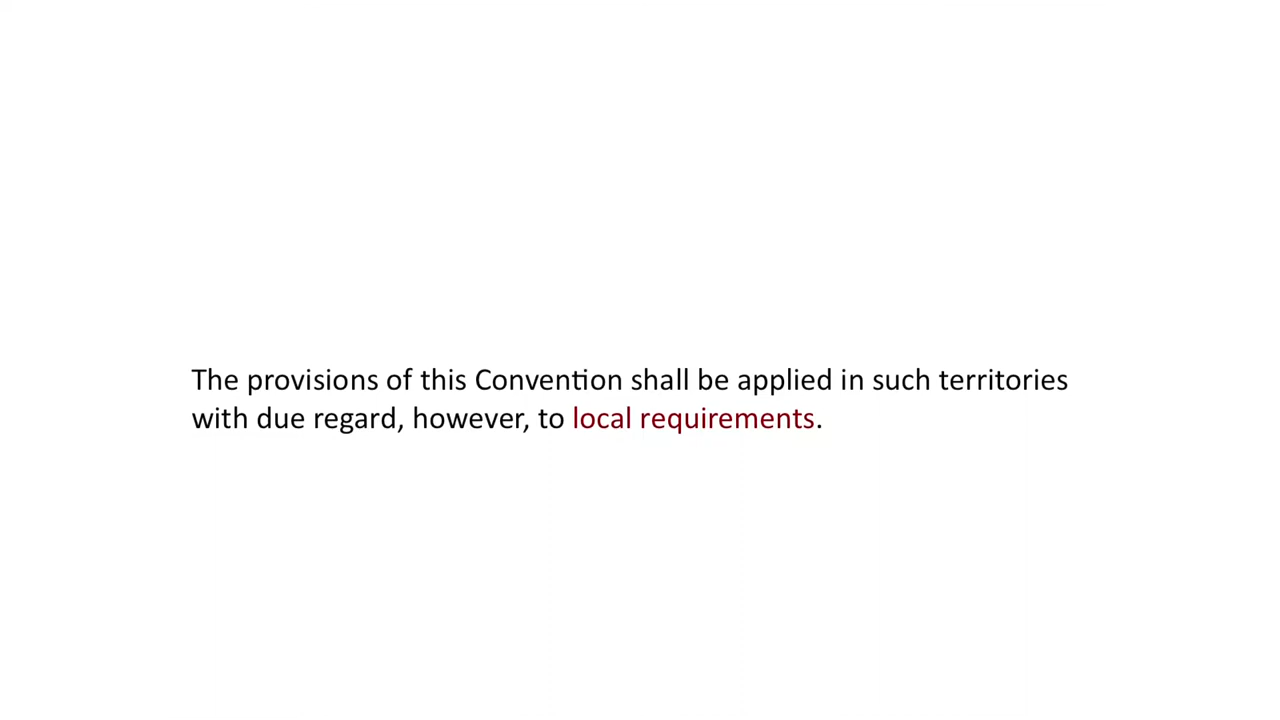 The provisions of this Convention shall be applied in such territories
with due regard, however, to local requirements.